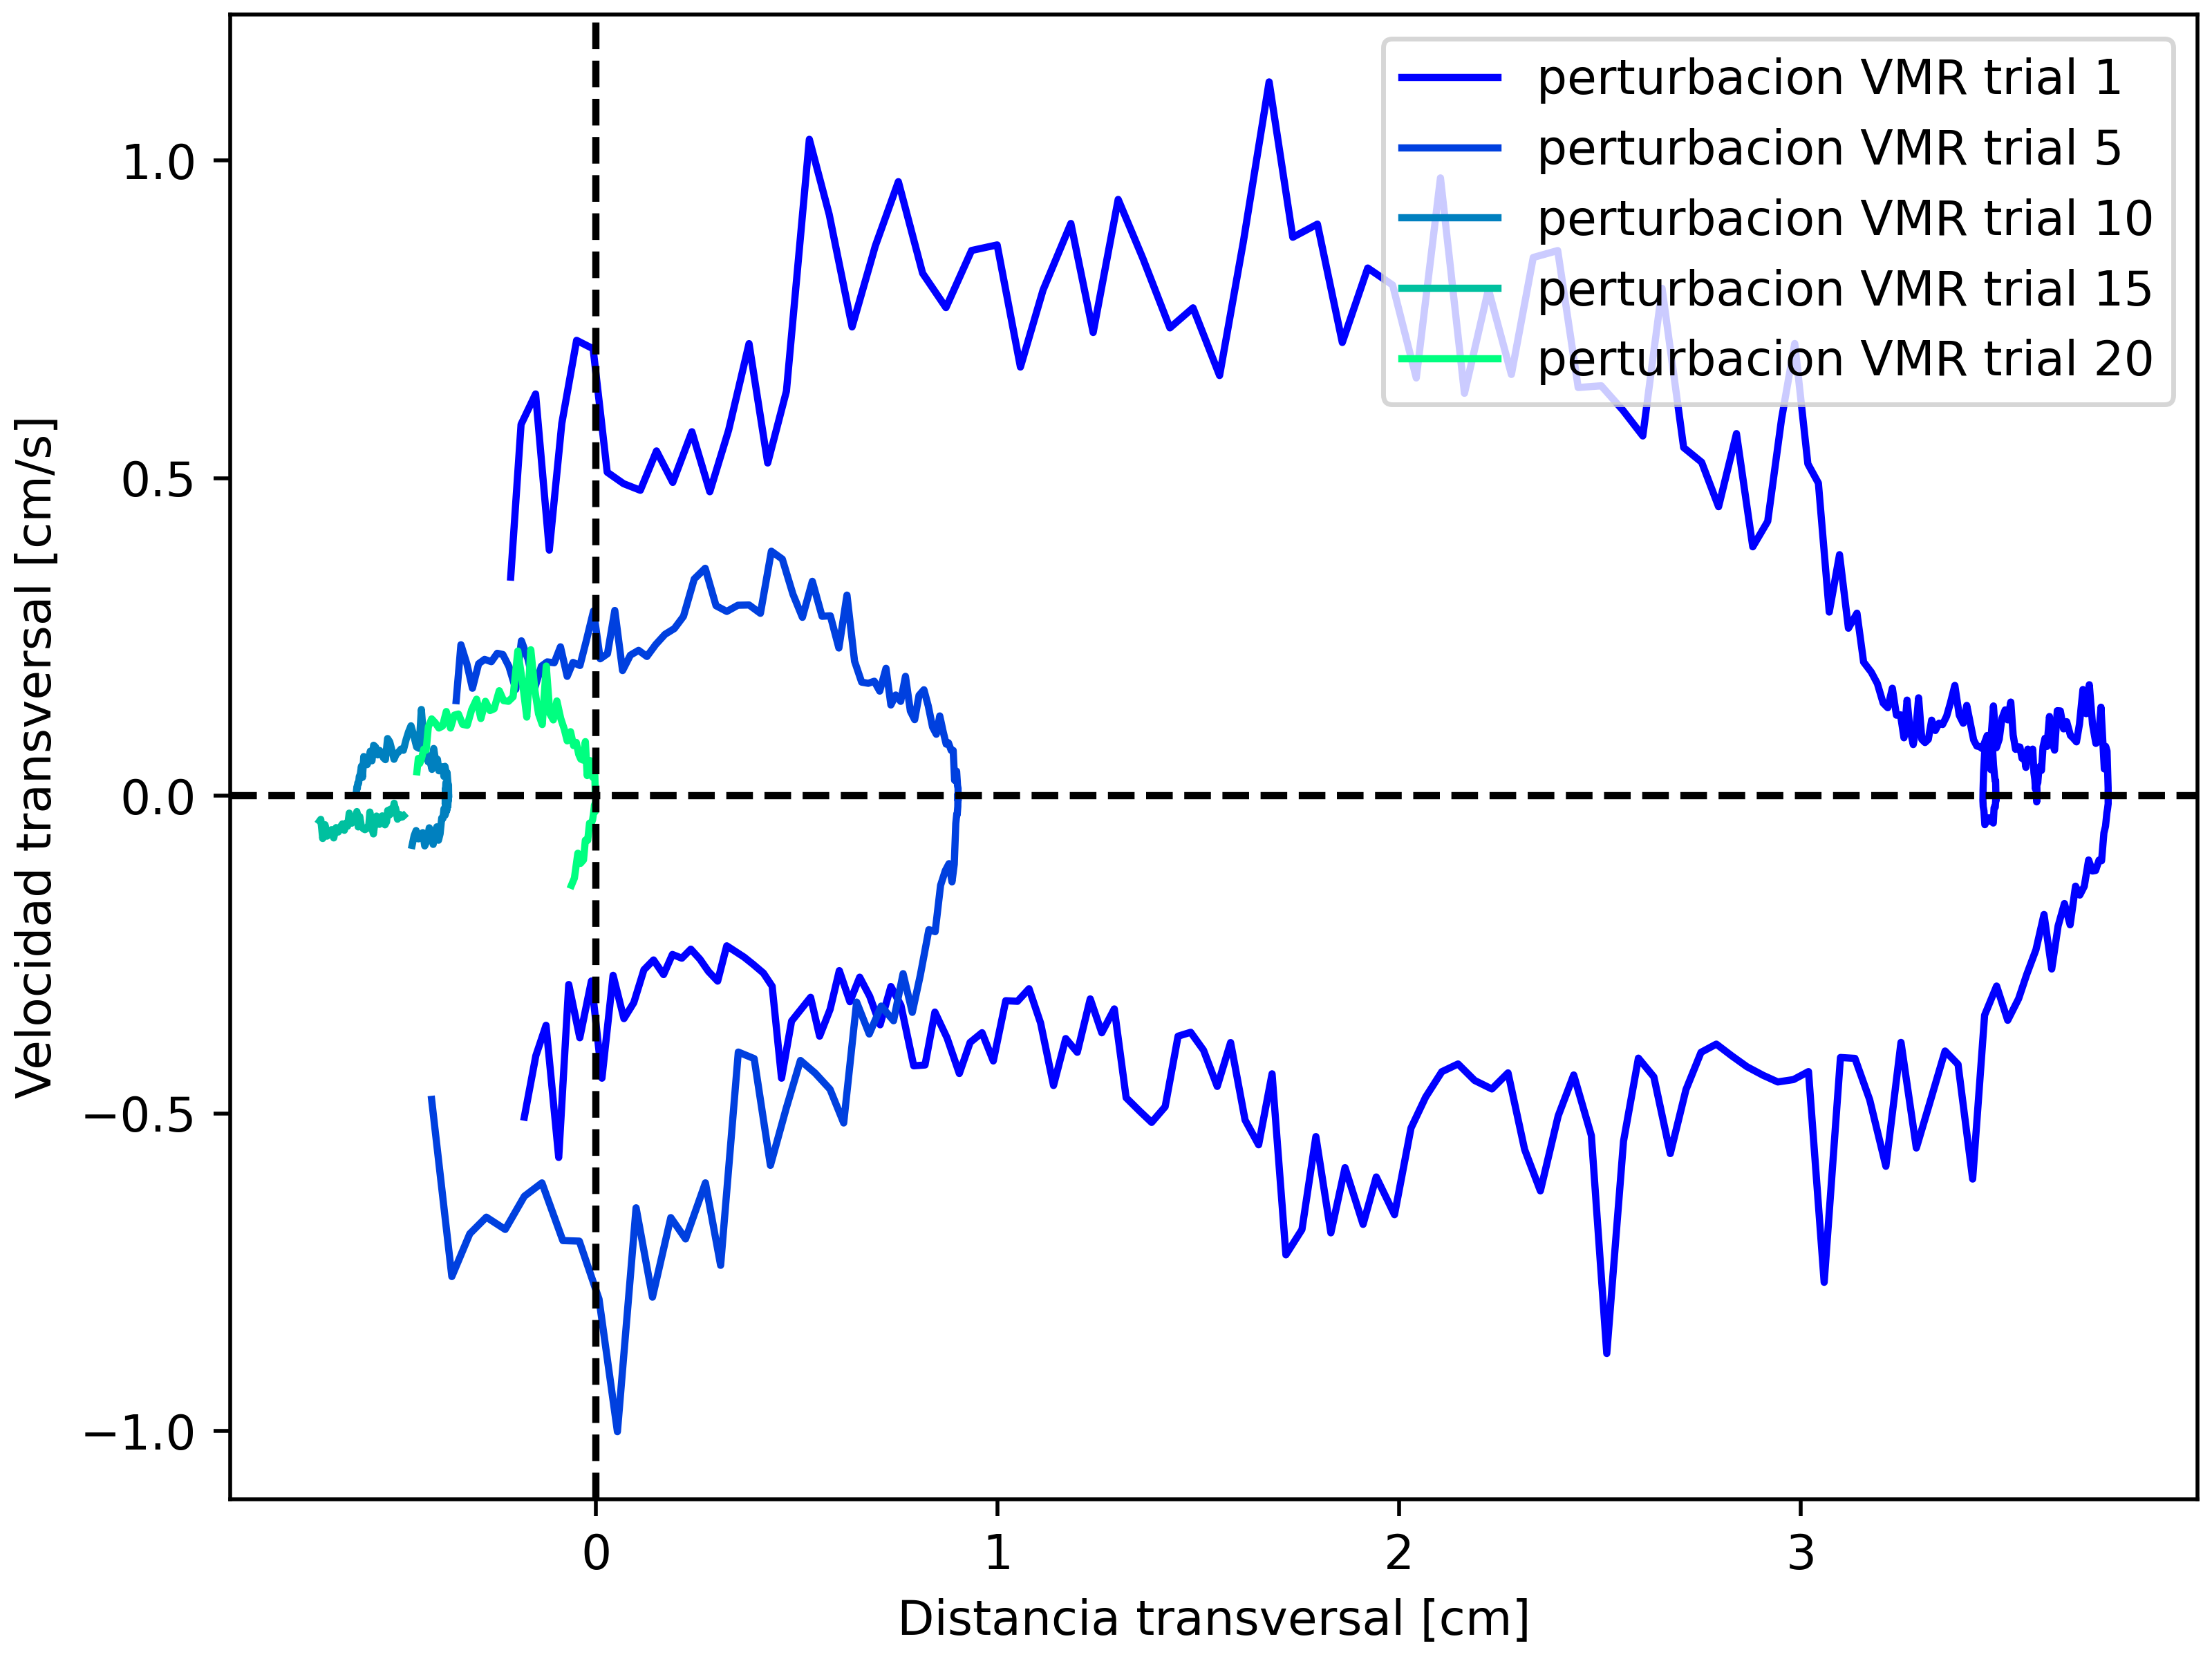 perturbacion VMR trial 1
perturbacion VMR trial 5
perturbacion VMR trial 10
perturbacion VMR trial 15
perturbacion VMR trial 20
Velocidad transversal [cm/s]
1.0
0.5
0.0
−0.5
−1.0
0 1 2 3
Distancia transversal [cm]